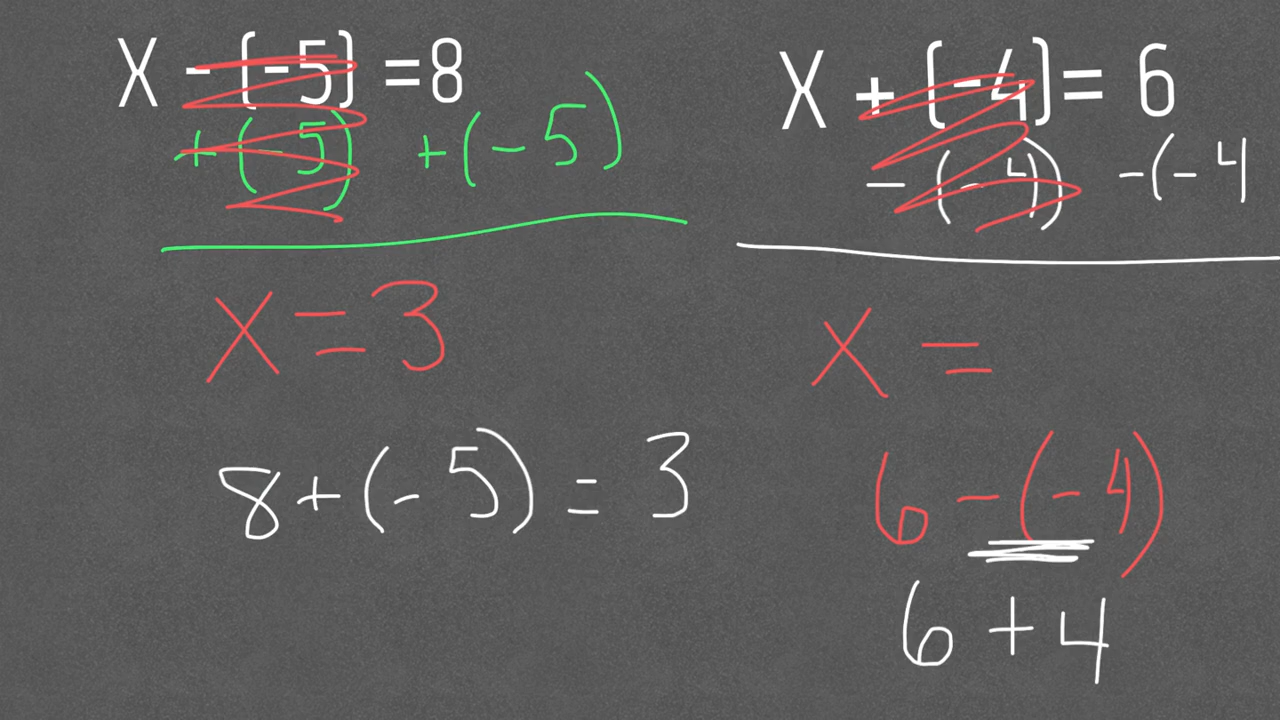 X - (-5) = 8
+ (-5) + (-5)
X = 3
8 + (-5) = 3
X + (-4) = 6
- (-4) - (-4
X =
6 - (-4)
6 + 4